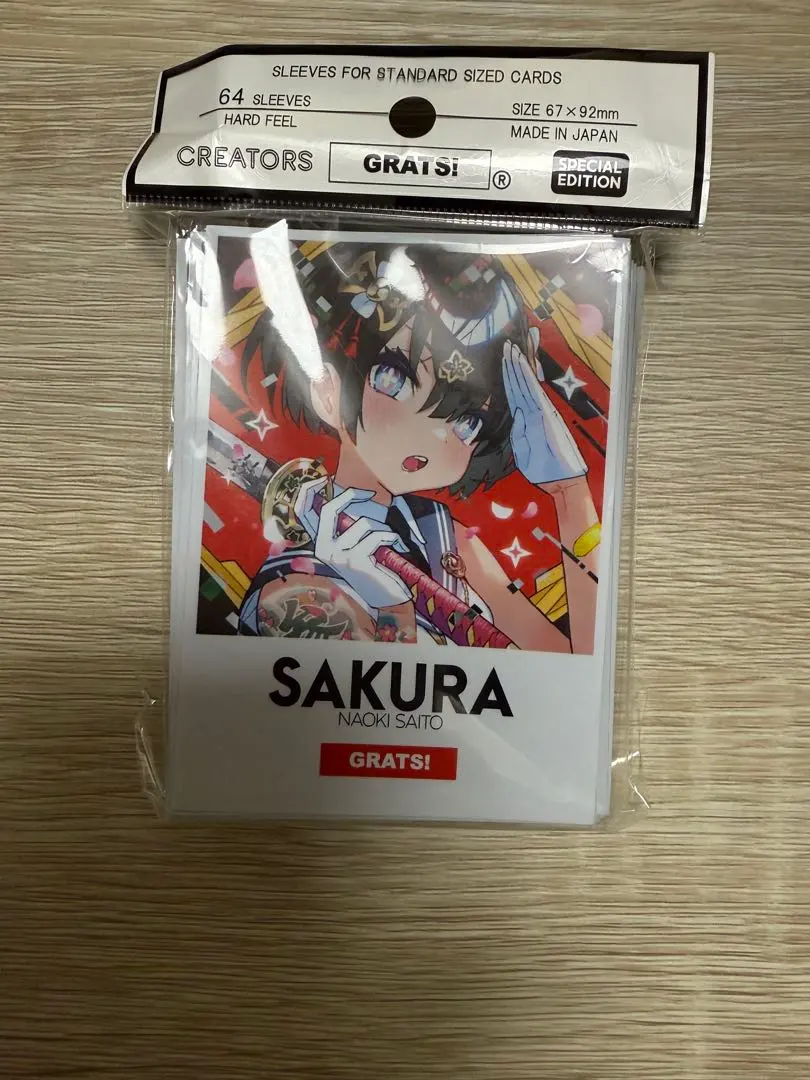 SLEEVES FOR STANDARD SIZED CARDS
64 SLEEVES
HARD FEEL
SIZE 67×92mm
MADE IN JAPAN
CREATORS
GRATS!
®
SPECIAL
EDITION
SAKURA
NAOKI SAITO
GRATS!